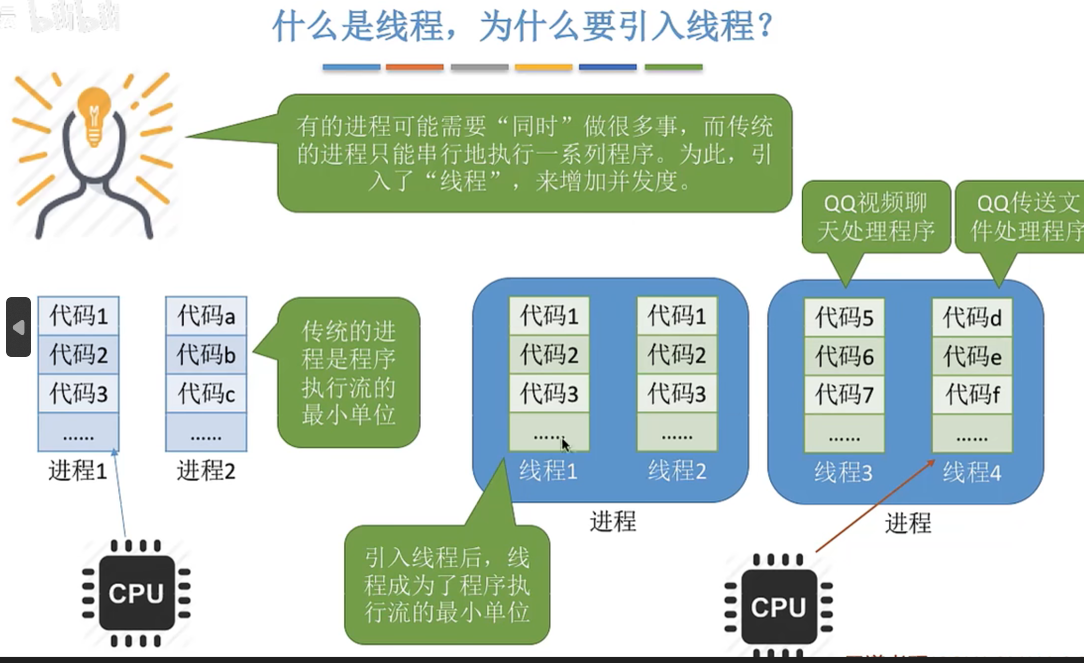 什么是线程，为什么要引入线程？
有的进程可能需要“同时”做很多事，而传统
的进程只能串行地执行一系列程序。为此，引
入了“线程”，来增加并发度。
QQ视频聊
天处理程序
QQ传送文
件处理程序
代码1
代码2
代码3
……
进程1
代码a
代码b
代码c
……
进程2
传统的进
程是程序
执行流的
最小单位
代码1
代码2
代码3
……
线程1
代码1
代码2
代码3
……
线程2
进程
代码5
代码6
代码7
……
线程3
代码d
代码e
代码f
……
线程4
进程
引入线程后，线
程成为了程序执
行流的最小单位
CPU
CPU